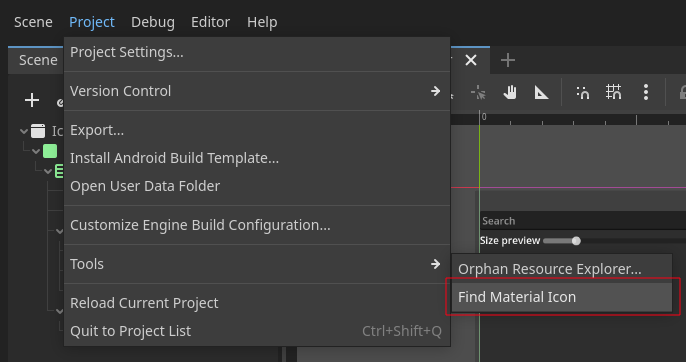 Scene Project Debug Editor Help
Scene
Project Settings...
Version Control
Export...
Install Android Build Template...
Open User Data Folder
Customize Engine Build Configuration...
Tools
Reload Current Project
Quit to Project List Ctrl+Shift+Q
0
Search
Size preview
Orphan Resource Explorer...
Find Material Icon